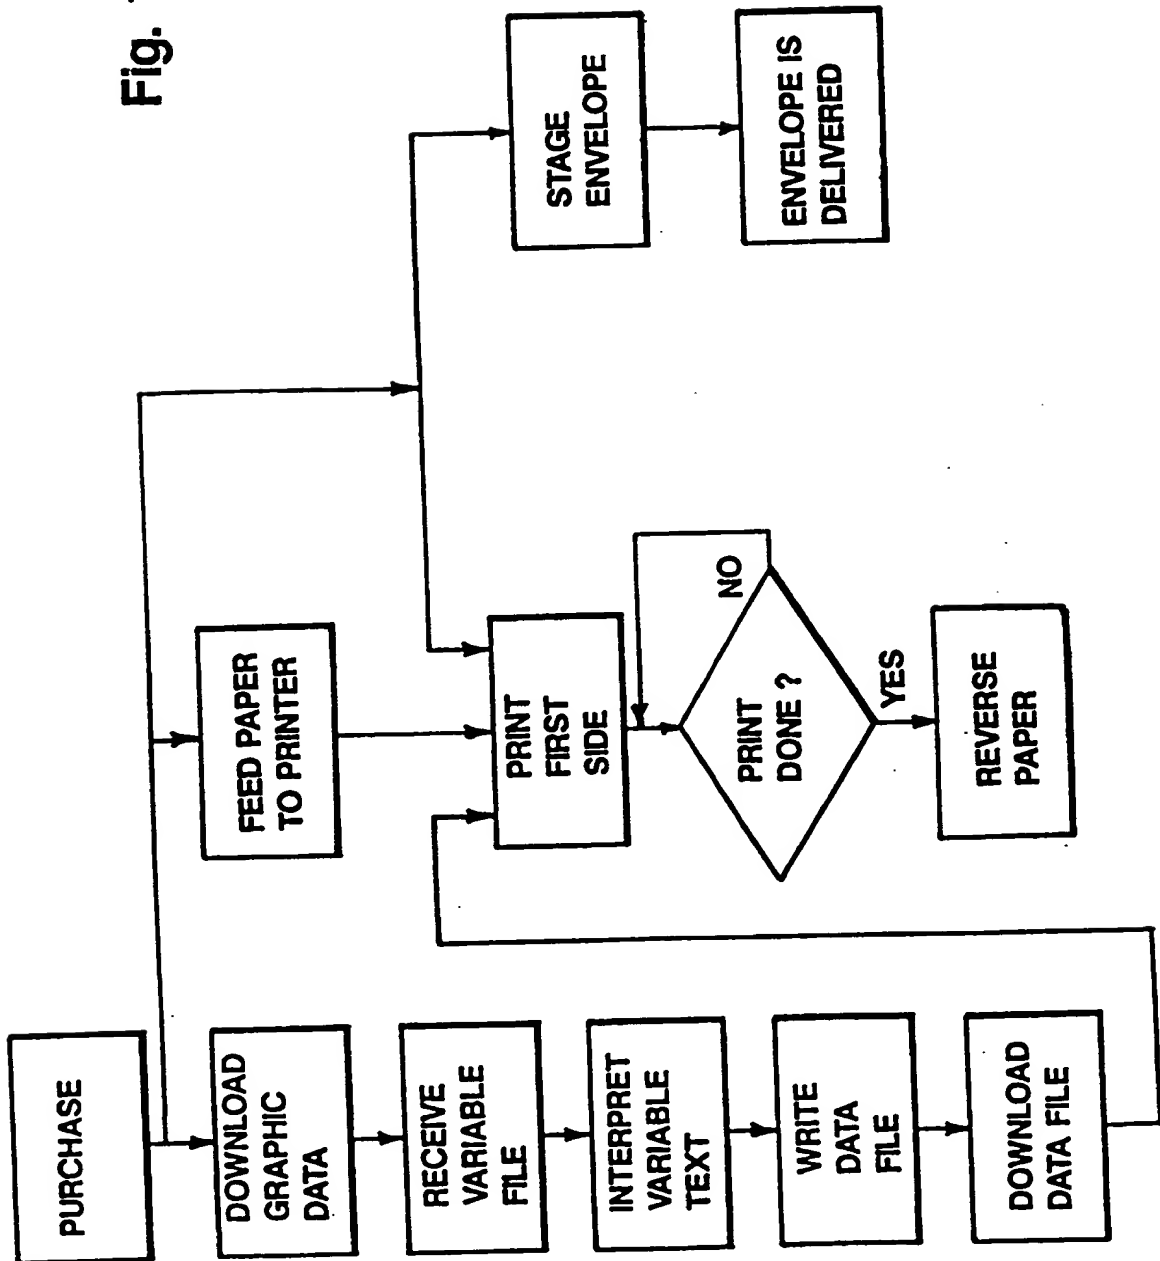 Fig.
PURCHASE
DOWNLOAD
GRAPHIC
DATA
RECEIVE
VARIABLE
FILE
INTERPRET
VARIABLE
TEXT
WRITE
DATA
FILE
DOWNLOAD
DATA FILE
FEED PAPER
TO PRINTER
PRINT
FIRST
SIDE
PRINT
DONE ?
NO
YES
REVERSE
PAPER
STAGE
ENVELOPE
ENVELOPE IS
DELIVERED